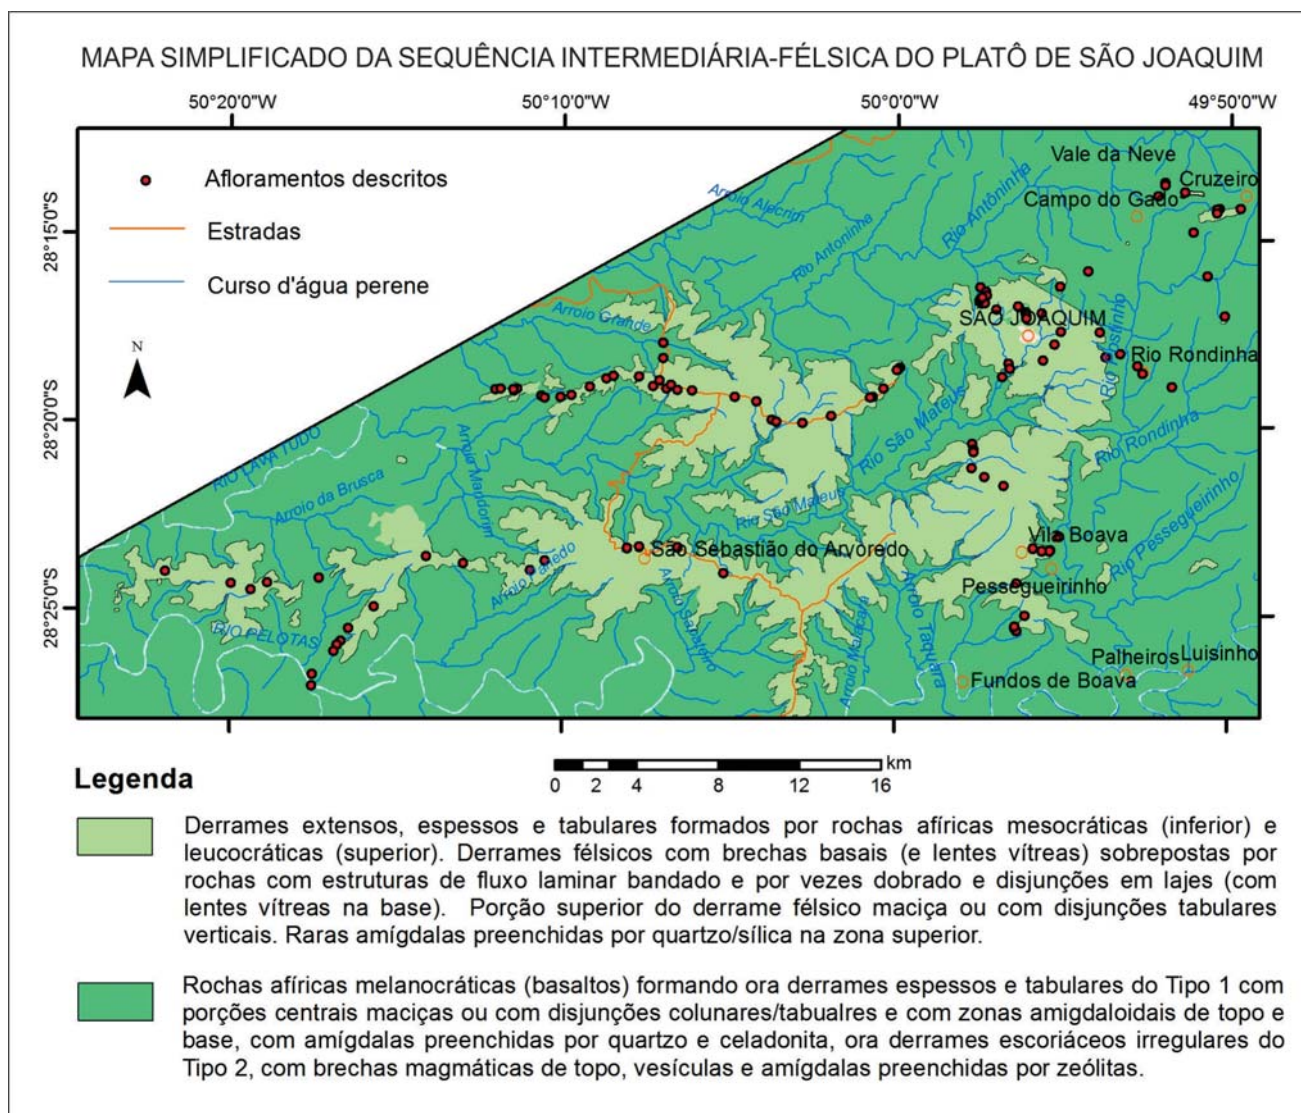 MAPA SIMPLIFICADO DA SEQUÊNCIA INTERMEDIÁRIA-FÉLSICA DO PLATÔ DE SÃO JOAQUIM
50°20'0"W
50°10'0"W
50°0'0"W
49°50'0"W
28°15'0"S
28°20'0"S
28°25'0"S
Afloramentos descritos
Estradas
Curso d'água perene
N
Vale da Neve
Cruzeiro
Campo do Gado
Arroio Alecrim
Rio Antoninha
Rio Antôninha
Arroio Grande
SÃO JOAQUIM
Rio Rondinha
Rio Rondinha
Rio São Mateus
RIO LAVA TUDO
Arroio da Brusca
Arroio Mandorim
Rio São Mateus
São Sebastião do Arvoredo
Vila Boava
Rio Pessegueirinho
Pessegueirinho
RIO PELOTAS
Arroio Taquara
Palheiros
Luisinho
Fundos de Boava
Legenda
0 2 4 8 12 16 km
Derrames extensos, espessos e tabulares formados por rochas afíricas mesocráticas (inferior) e
leucocráticas (superior). Derrames félsicos com brechas basais (e lentes vítreas) sobrepostas por
rochas com estruturas de fluxo laminar bandado e por vezes dobrado e disjunções em lajes (com
lentes vítreas na base). Porção superior do derrame félsico maciça ou com disjunções tabulares
verticais. Raras amígdalas preenchidas por quartzo/sílica na zona superior.
Rochas afíricas melanocráticas (basaltos) formando ora derrames espessos e tabulares do Tipo 1 com
porções centrais maciças ou com disjunções colunares/tabualres e com zonas amigdaloidais de topo e
base, com amígdalas preenchidas por quartzo e celadonita, ora derrames escoriáceos irregulares do
Tipo 2, com brechas magmáticas de topo, vesículas e amígdalas preenchidas por zeólitas.